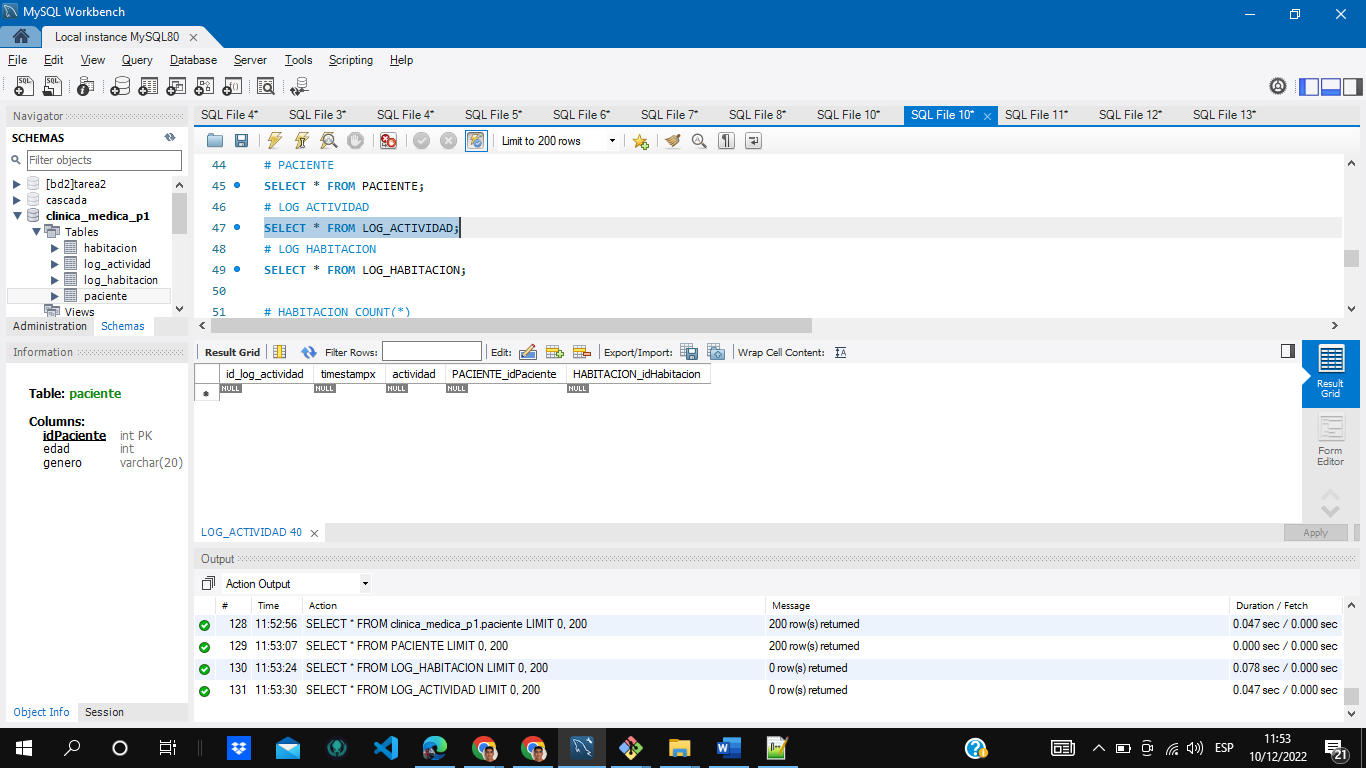 MySQL Workbench
Local instance MySQL80
File Edit View Query Database Server Tools Scripting Help
Navigator
SCHEMAS
Filter objects
[bd2]tarea2
cascada
clinica_medica_p1
Tables
habitacion
log_actividad
log_habitacion
paciente
Views
Administration Schemas
Information
Table: paciente
Columns:
idPaciente int PK
edad int
genero varchar(20)
Object Info Session
SQL File 4* SQL File 3* SQL File 4* SQL File 5* SQL File 6* SQL File 7* SQL File 8* SQL File 10* SQL File 10* SQL File 11* SQL File 12* SQL File 13*
Limit to 200 rows
44 # PACIENTE
45 SELECT * FROM PACIENTE;
46 # LOG ACTIVIDAD
47 SELECT * FROM LOG_ACTIVIDAD;
48 # LOG HABITACION
49 SELECT * FROM LOG_HABITACION;
50
51 # HABITACION COUNT(*)
Result Grid Filter Rows: Edit: Export/Import: Wrap Cell Content:
id_log_actividad timestampx actividad PACIENTE_idPaciente HABITACION_idHabitacion
NULL NULL NULL NULL NULL
Result Grid
Form Editor
LOG_ACTIVIDAD 40
Apply
Output
Action Output
# Time Action Message Duration / Fetch
128 11:52:56 SELECT * FROM clinica_medica_p1.paciente LIMIT 0, 200 200 row(s) returned 0.047 sec / 0.000 sec
129 11:53:07 SELECT * FROM PACIENTE LIMIT 0, 200 200 row(s) returned 0.000 sec / 0.000 sec
130 11:53:24 SELECT * FROM LOG_HABITACION LIMIT 0, 200 0 row(s) returned 0.078 sec / 0.000 sec
131 11:53:30 SELECT * FROM LOG_ACTIVIDAD LIMIT 0, 200 0 row(s) returned 0.047 sec / 0.000 sec
ESP
11:53
10/12/2022
21